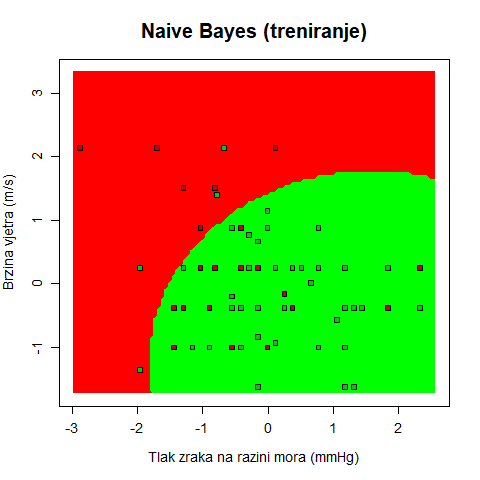 Naive Bayes (treniranje)
Brzina vjetra (m/s)
3
2
1
0
-1
-3 -2 -1 0 1 2
Tlak zraka na razini mora (mmHg)